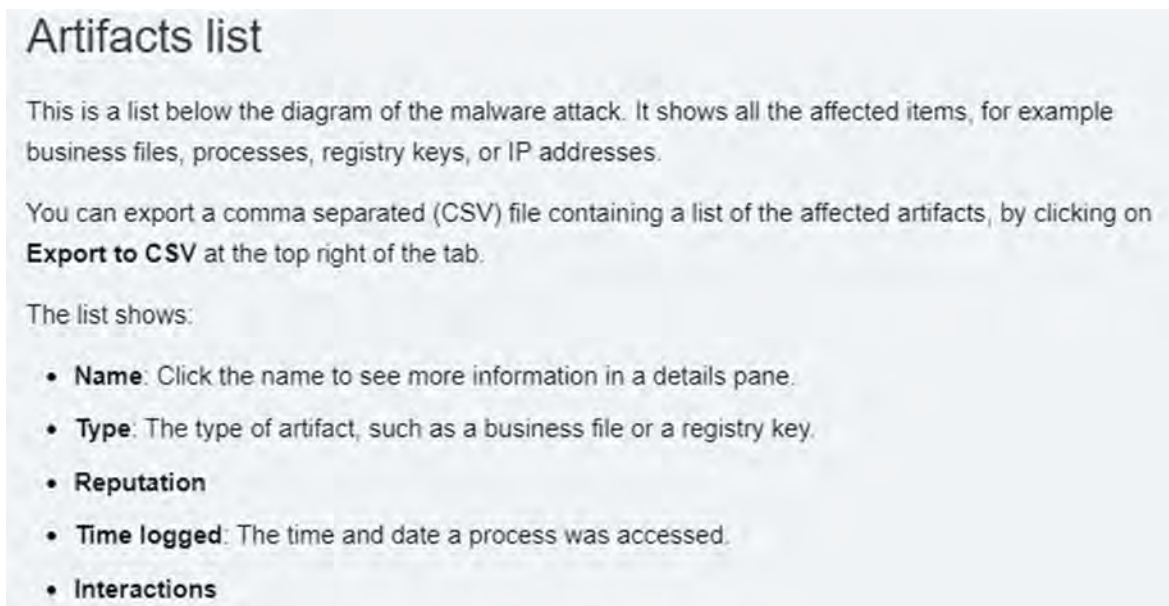 Artifacts list
This is a list below the diagram of the malware attack. It shows all the affected items, for example
business files, processes, registry keys, or IP addresses.
You can export a comma separated (CSV) file containing a list of the affected artifacts, by clicking on
Export to CSV at the top right of the tab.
The list shows:
• Name: Click the name to see more information in a details pane.
• Type: The type of artifact, such as a business file or a registry key.
• Reputation
• Time logged: The time and date a process was accessed.
• Interactions